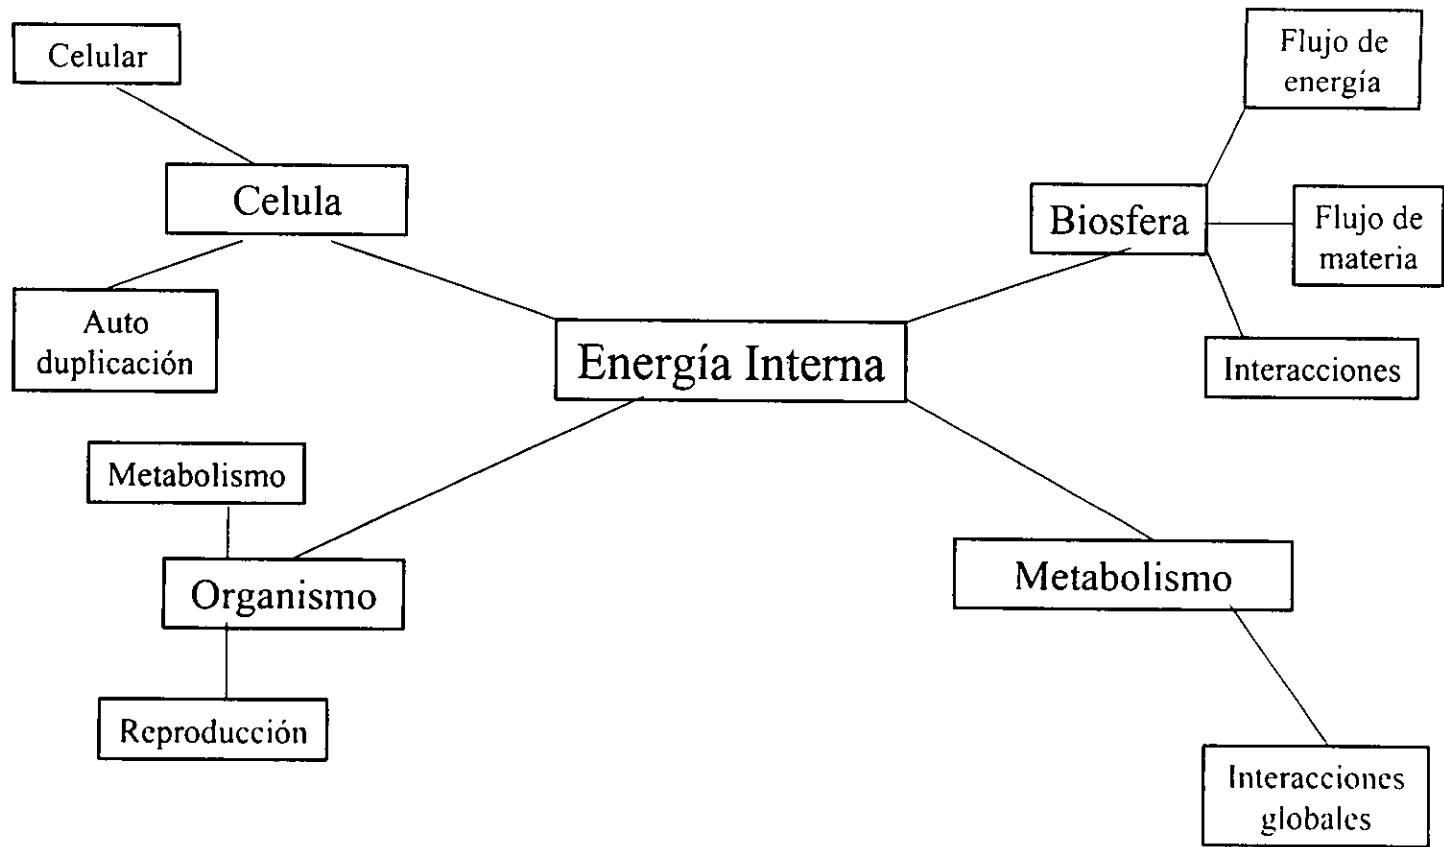 Celular
Celula
Auto
duplicación
Flujo de
energía
Biosfera
Flujo de
materia
Interacciones
Energía Interna
Metabolismo
Organismo
Reproducción
Metabolismo
Interacciones
globales